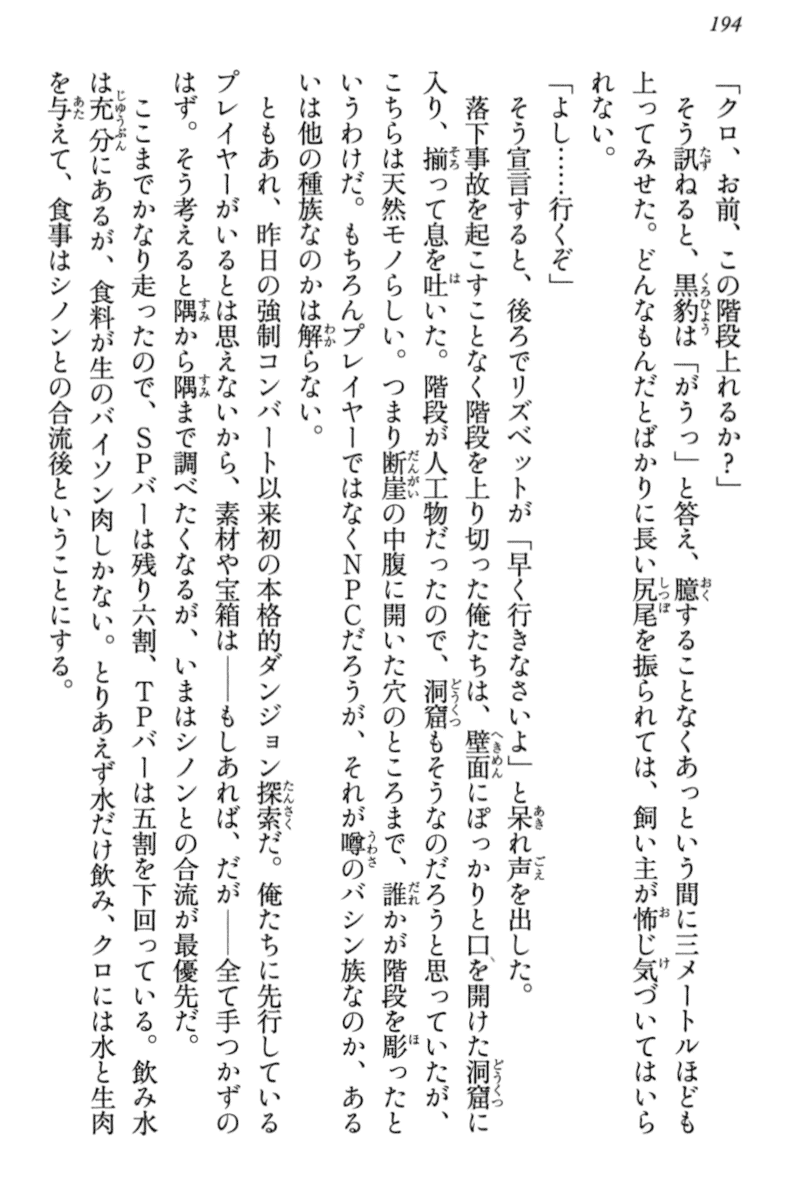 194
「クロ、お前、この階段上れるか？」
　そう訊ねると、黒豹は「がうっ」と答え、臆することなくあっという間に三メートルほども
上ってみせた。どんなもんだとばかりに長い尻尾を振られては、飼い主が怖じ気づいてはいら
れない。
「よし……行くぞ」
　そう宣言すると、後ろでリズベットが「早く行きなさいよ」と呆れ声を出した。
　落下事故を起こすことなく階段を上り切った俺たちは、壁面にぽっかりと口を開けた洞窟に
入り、揃って息を吐いた。階段が人工物だったので、洞窟もそうなのだろうと思っていたが、
こちらは天然モノらしい。つまり断崖の中腹に開いた穴のところまで、誰かが階段を彫ったと
いうわけだ。もちろんプレイヤーではなくＮＰＣだろうが、それが噂のバシン族なのか、ある
いは他の種族なのかは解らない。
　ともあれ、昨日の強制コンバート以来初の本格的ダンジョン探索だ。俺たちに先行している
プレイヤーがいるとは思えないから、素材や宝箱は――もしあれば、だが――全て手つかずの
はず。そう考えると隅から隅まで調べたくなるが、いまはシノンとの合流が最優先だ。
　ここまでかなり走ったので、ＳＰバーは残り六割、ＴＰバーは五割を下回っている。飲み水
は充分にあるが、食料が生のバイソン肉しかない。とりあえず水だけ飲み、クロには水と生肉
を与えて、食事はシノンとの合流後ということにする。